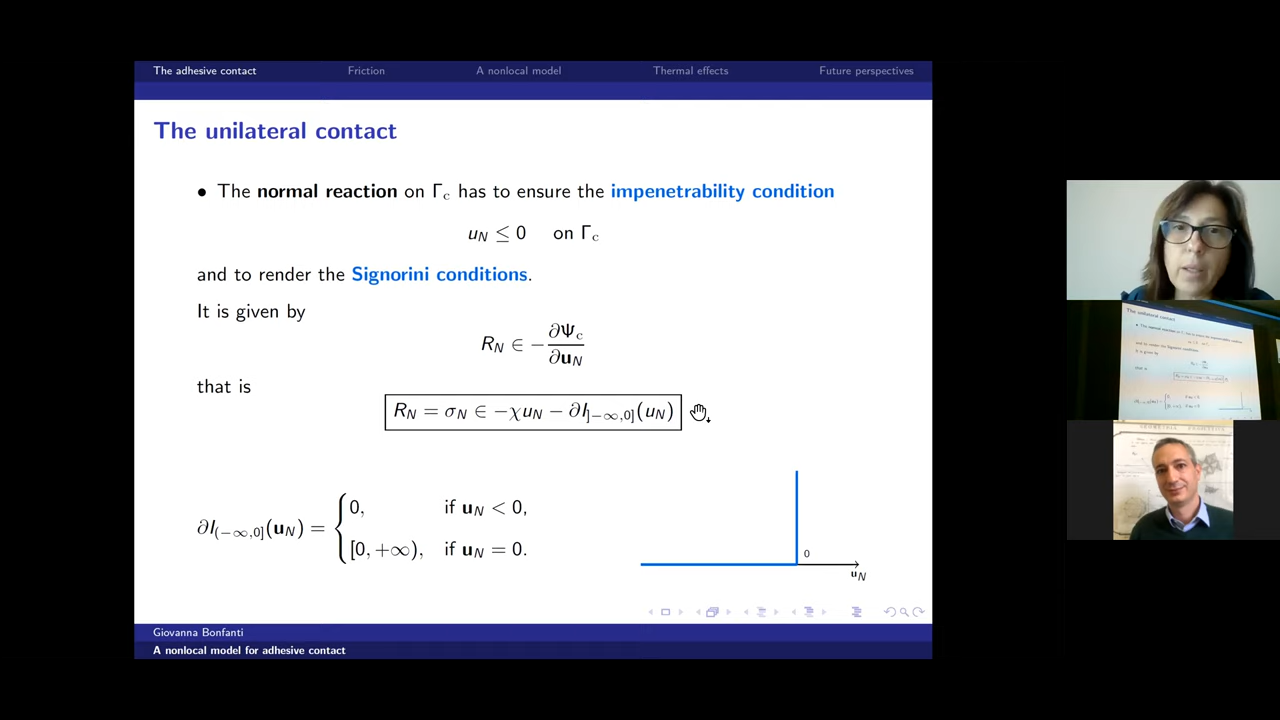 The adhesive contact Friction A nonlocal model Thermal effects Future perspectives
The unilateral contact
• The normal reaction on Γc has to ensure the impenetrability condition
uN ≤ 0 on Γc
and to render the Signorini conditions.
It is given by
RN ∈ − ∂Ψc / ∂uN
that is
RN = σN ∈ −χuN − ∂I]−∞,0](uN)
∂I(−∞,0](uN) = { 0, if uN < 0,
[0, +∞), if uN = 0.
0
uN
Giovanna Bonfanti
A nonlocal model for adhesive contact